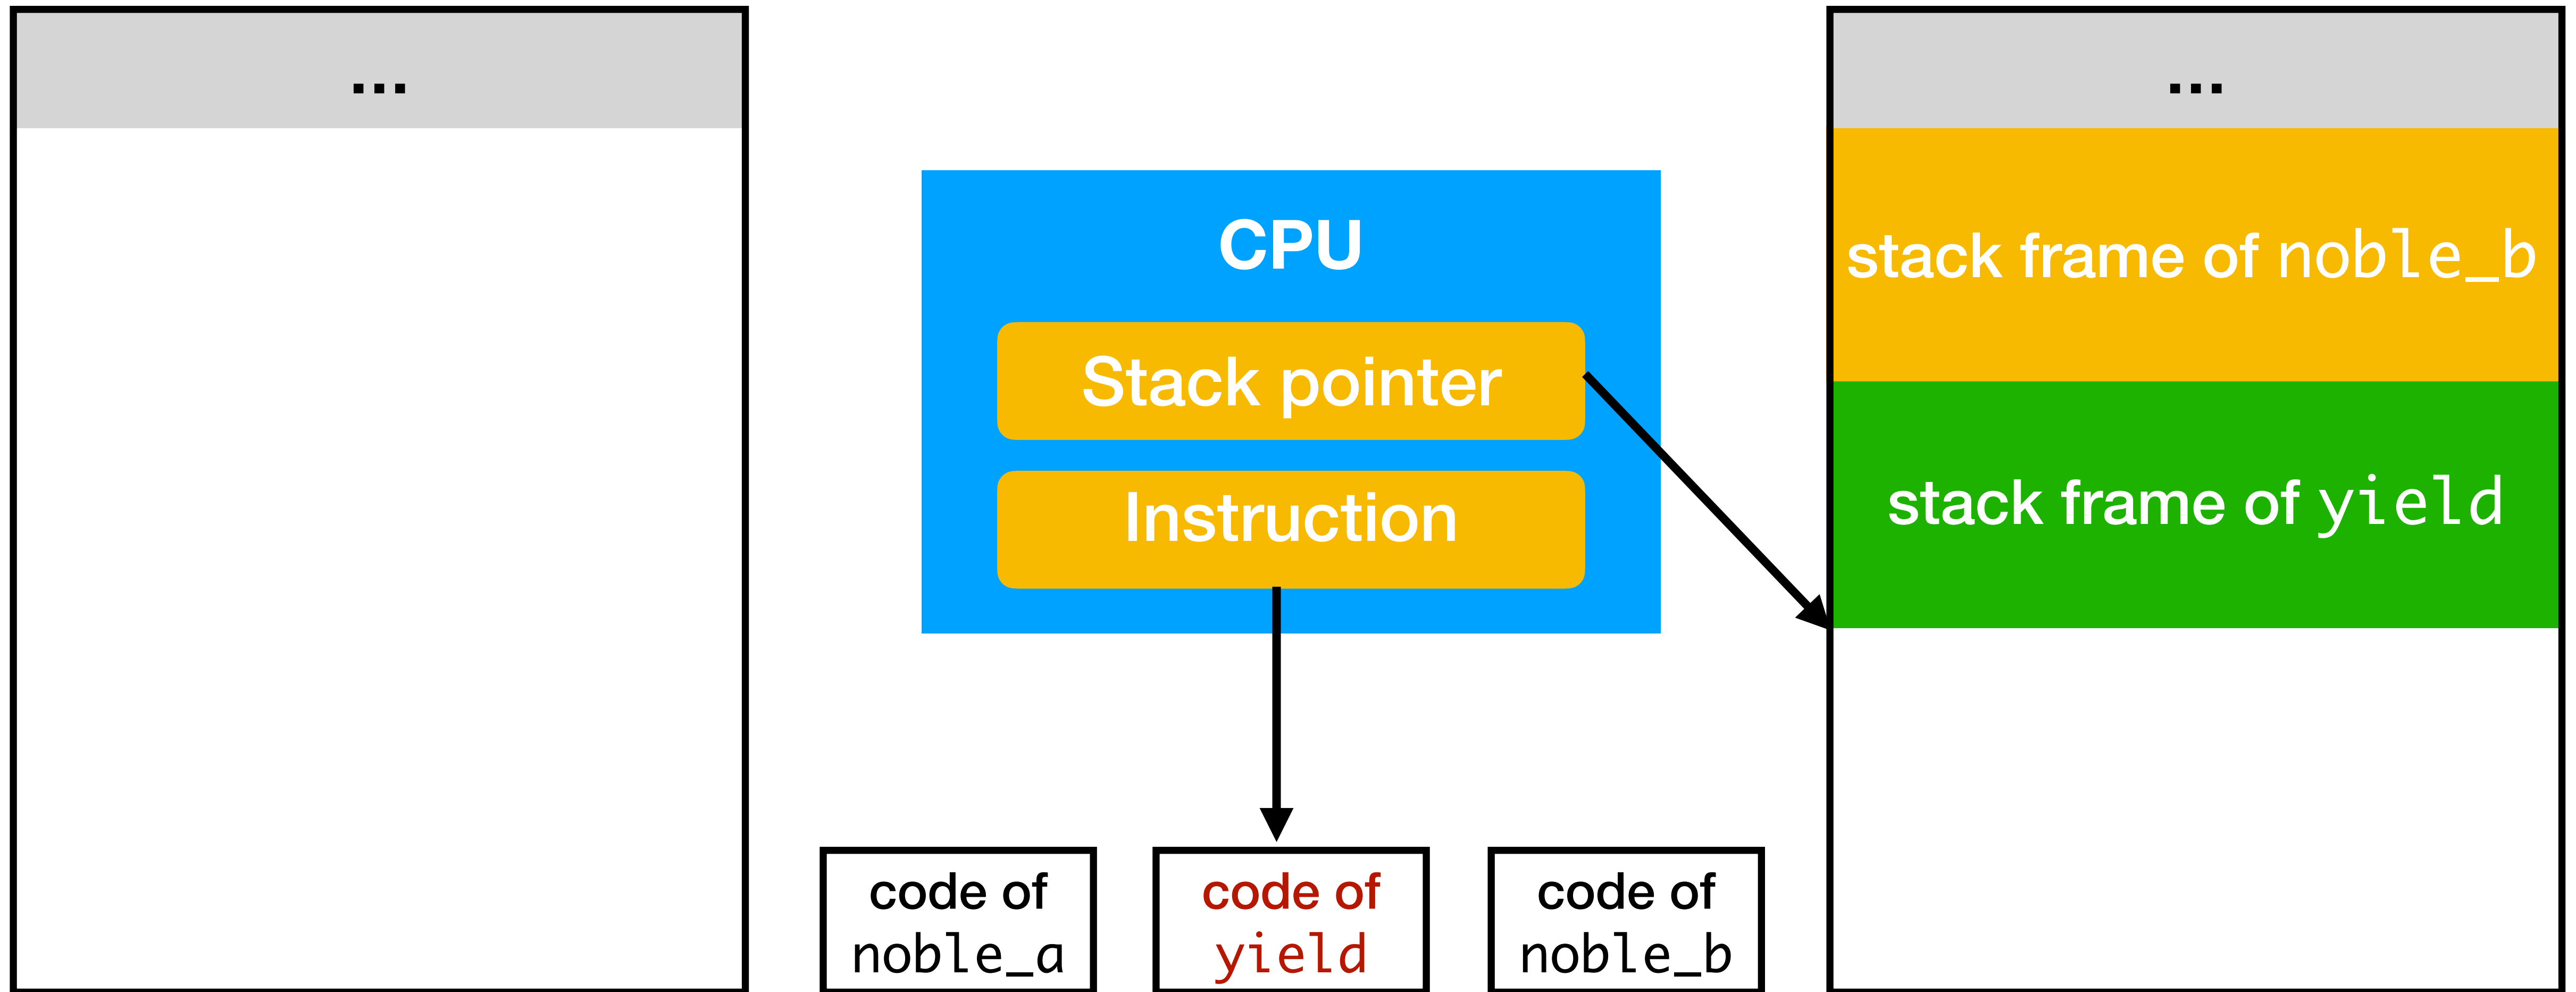 ...
CPU
Stack pointer
Instruction
code of
noble_a
code of
yield
code of
noble_b
...
stack frame of noble_b
stack frame of yield